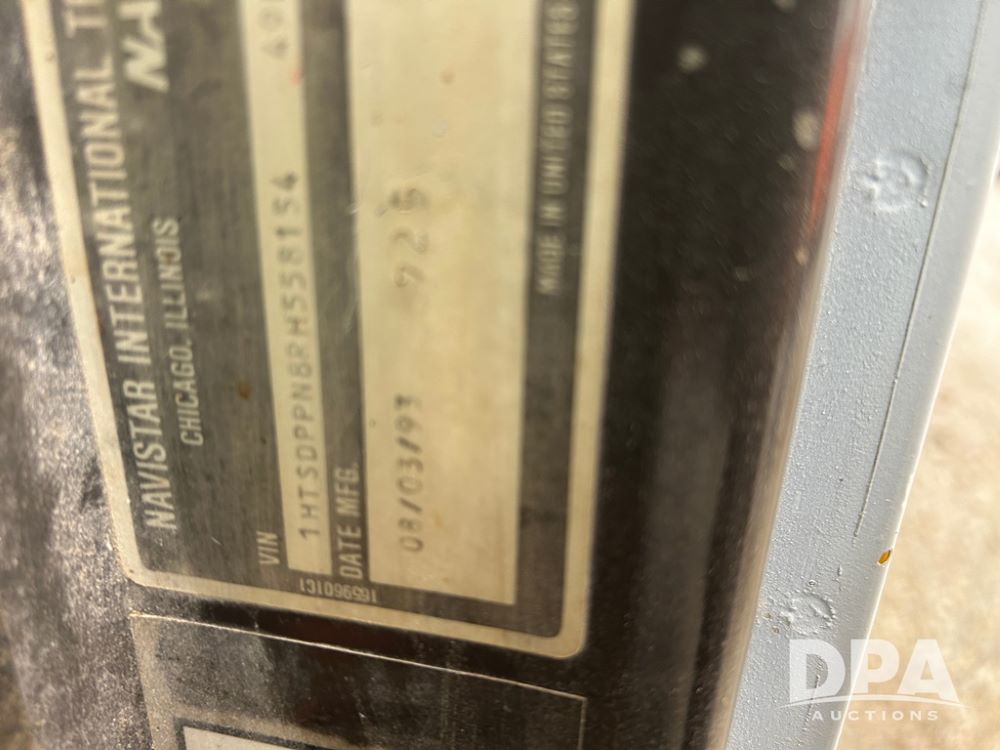 NAVISTAR INTERNATIONAL
CHICAGO, ILLINOIS
VIN
1HTSDPPN8RH558154
DATE MFG.
08/03/93
1659601C1
MADE IN UNITED STATES
DPA
AUCTIONS